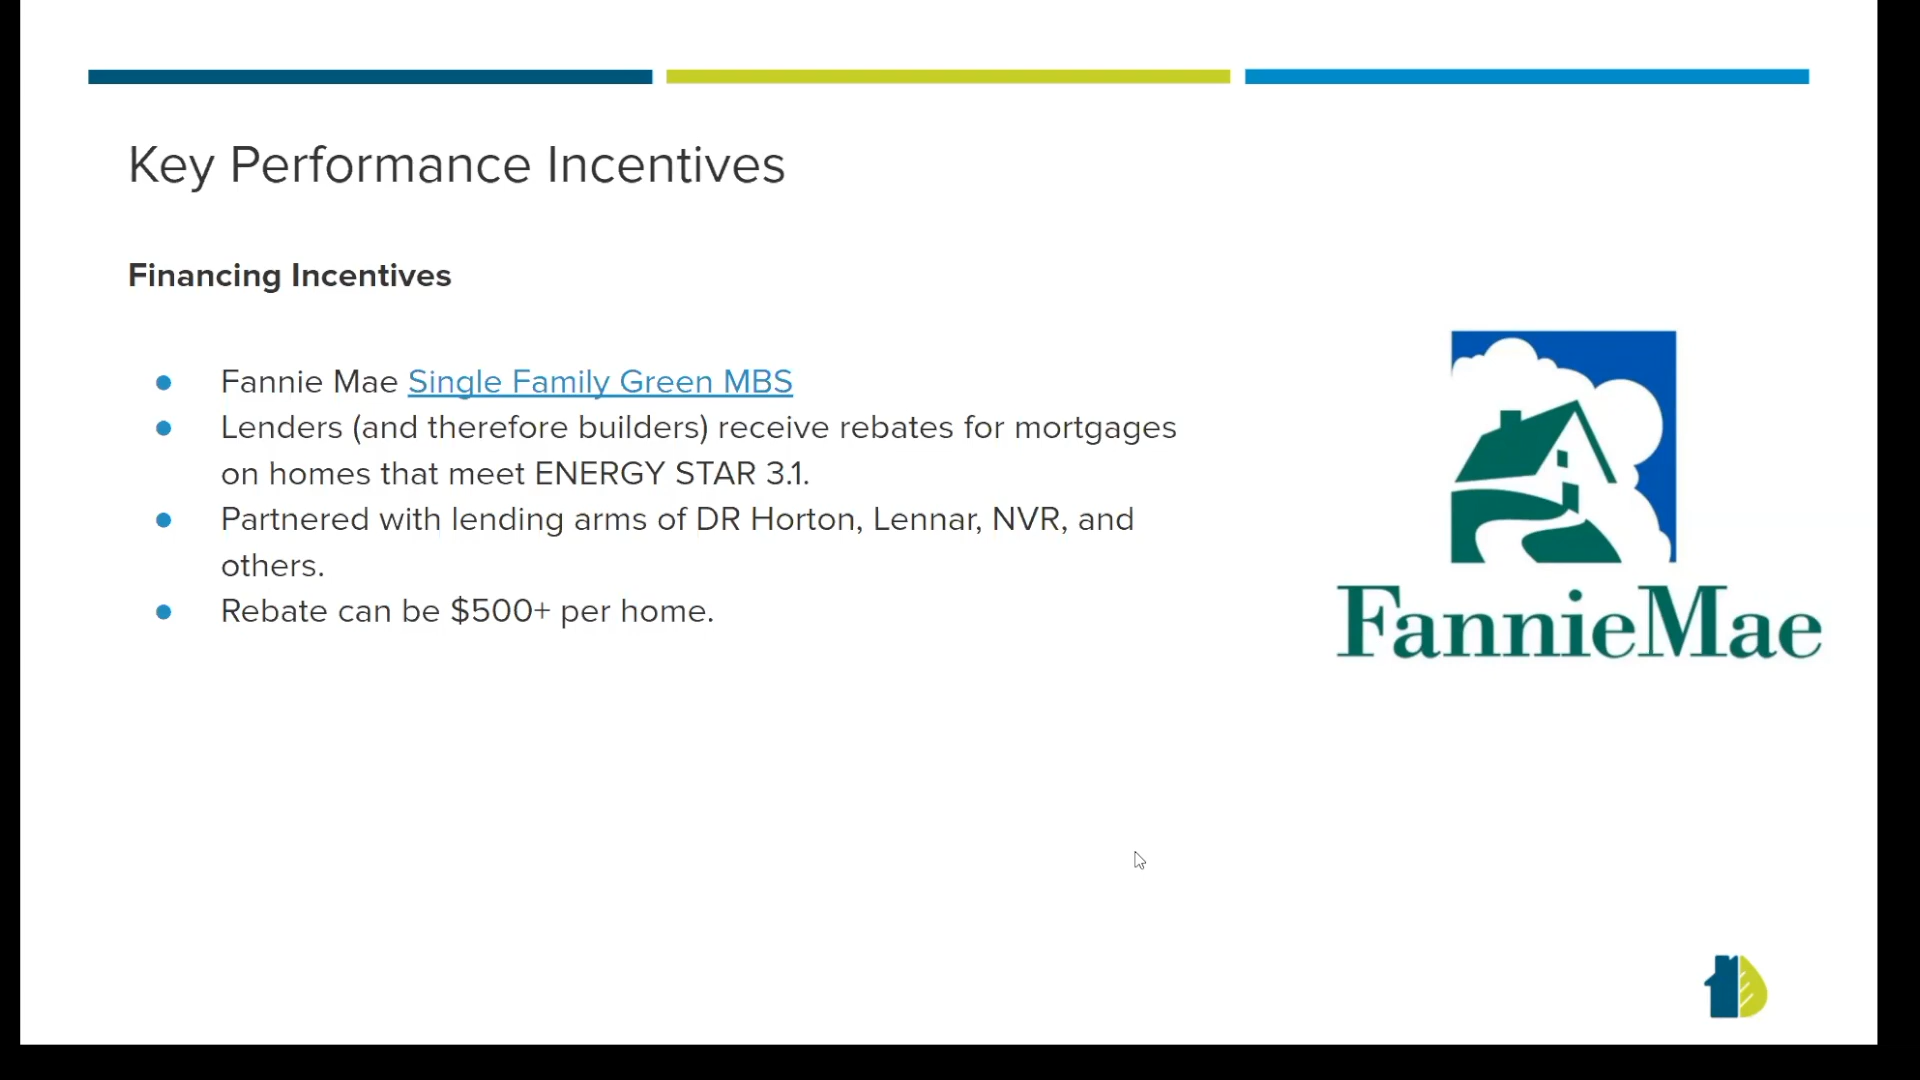 Key Performance Incentives
Financing Incentives
● Fannie Mae Single Family Green MBS
● Lenders (and therefore builders) receive rebates for mortgages
on homes that meet ENERGY STAR 3.1.
● Partnered with lending arms of DR Horton, Lennar, NVR, and
others.
● Rebate can be $500+ per home.
FannieMae